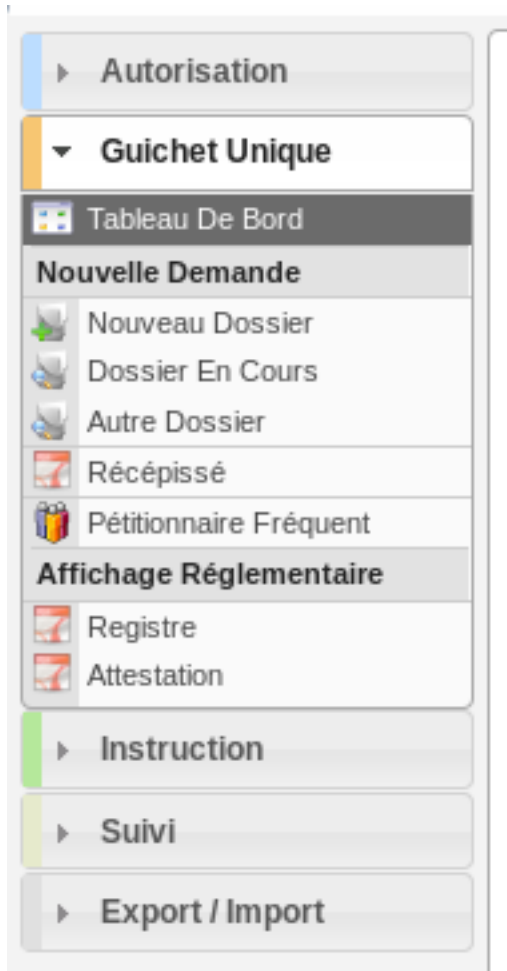 Autorisation
Guichet Unique
Tableau De Bord
Nouvelle Demande
Nouveau Dossier
Dossier En Cours
Autre Dossier
Récépissé
Pétitionnaire Fréquent
Affichage Réglementaire
Registre
Attestation
Instruction
Suivi
Export / Import